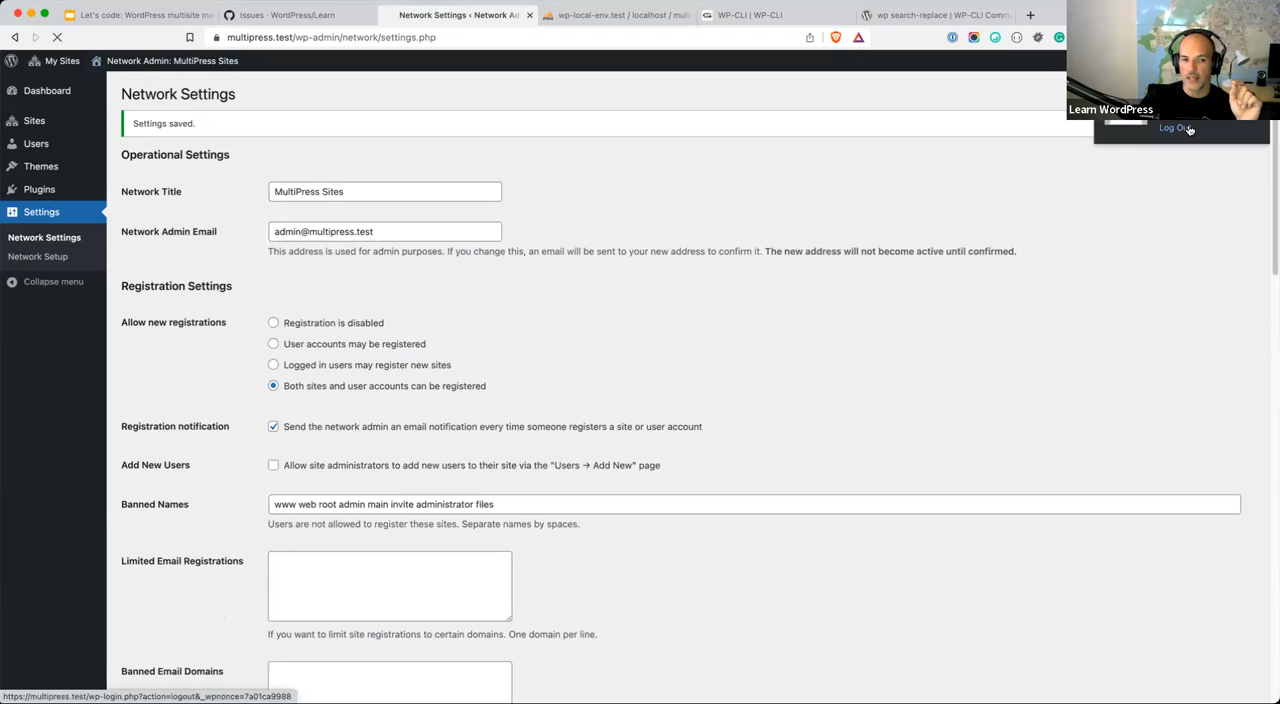 Let's code: WordPress multisite ma
Issues · WordPress/Learn
Network Settings ‹ Network Ad
wp-local-env.test / localhost / mult
WP-CLI | WP-CLI
wp search-replace | WP-CLI Comm
multipress.test/wp-admin/network/settings.php
My Sites
Network Admin: MultiPress Sites
Learn WordPress
Log Out
Dashboard
Sites
Users
Themes
Plugins
Settings
Network Settings
Network Setup
Collapse menu
Network Settings
Settings saved.
Operational Settings
Network Title
MultiPress Sites
Network Admin Email
admin@multipress.test
This address is used for admin purposes. If you change this, an email will be sent to your new address to confirm it. The new address will not become active until confirmed.
Registration Settings
Allow new registrations
Registration is disabled
User accounts may be registered
Logged in users may register new sites
Both sites and user accounts can be registered
Registration notification
Send the network admin an email notification every time someone registers a site or user account
Add New Users
Allow site administrators to add new users to their site via the "Users → Add New" page
Banned Names
www web root admin main invite administrator files
Users are not allowed to register these sites. Separate names by spaces.
Limited Email Registrations
If you want to limit site registrations to certain domains. One domain per line.
Banned Email Domains
https://multipress.test/wp-login.php?action=logout&_wpnonce=7a01ca9988